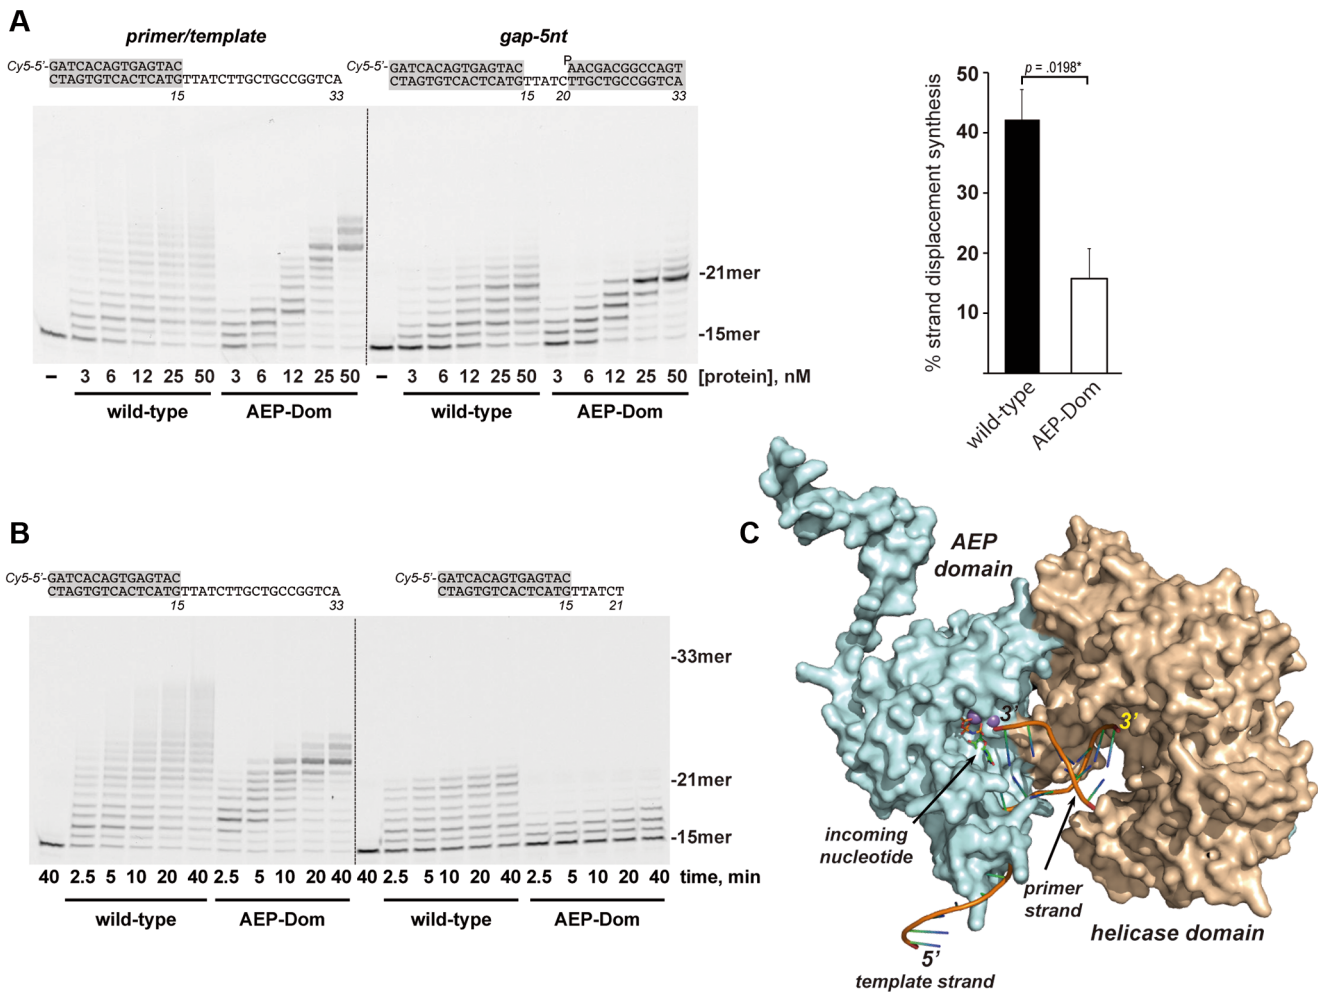 A
primer/template
Cy5-5'-GATCACAGTGAGTAC
CTAGTGTCACTCATGTTATCTTGCTGCCGGTCA
15 33
gap-5nt
P
Cy5-5'-GATCACAGTGAGTAC AACGACGGCCAGT
CTAGTGTCACTCATGTTATCTTGCTGCCGGTCA
15 20 33
-21mer
-15mer
– 3 6 12 25 50 3 6 12 25 50 – 3 6 12 25 50 3 6 12 25 50 [protein], nM
wild-type AEP-Dom wild-type AEP-Dom
% strand displacement synthesis
50
40
30
20
10
p = .0198*
wild-type
AEP-Dom
B
Cy5-5'-GATCACAGTGAGTAC
CTAGTGTCACTCATGTTATCTTGCTGCCGGTCA
15 33
Cy5-5'-GATCACAGTGAGTAC
CTAGTGTCACTCATGTTATCT
15 21
-33mer
-21mer
-15mer
40 2.5 5 10 20 40 2.5 5 10 20 40 40 2.5 5 10 20 40 2.5 5 10 20 40 time, min
wild-type AEP-Dom wild-type AEP-Dom
C
AEP
domain
3'
3'
incoming
nucleotide
primer
strand
helicase domain
5'
template strand